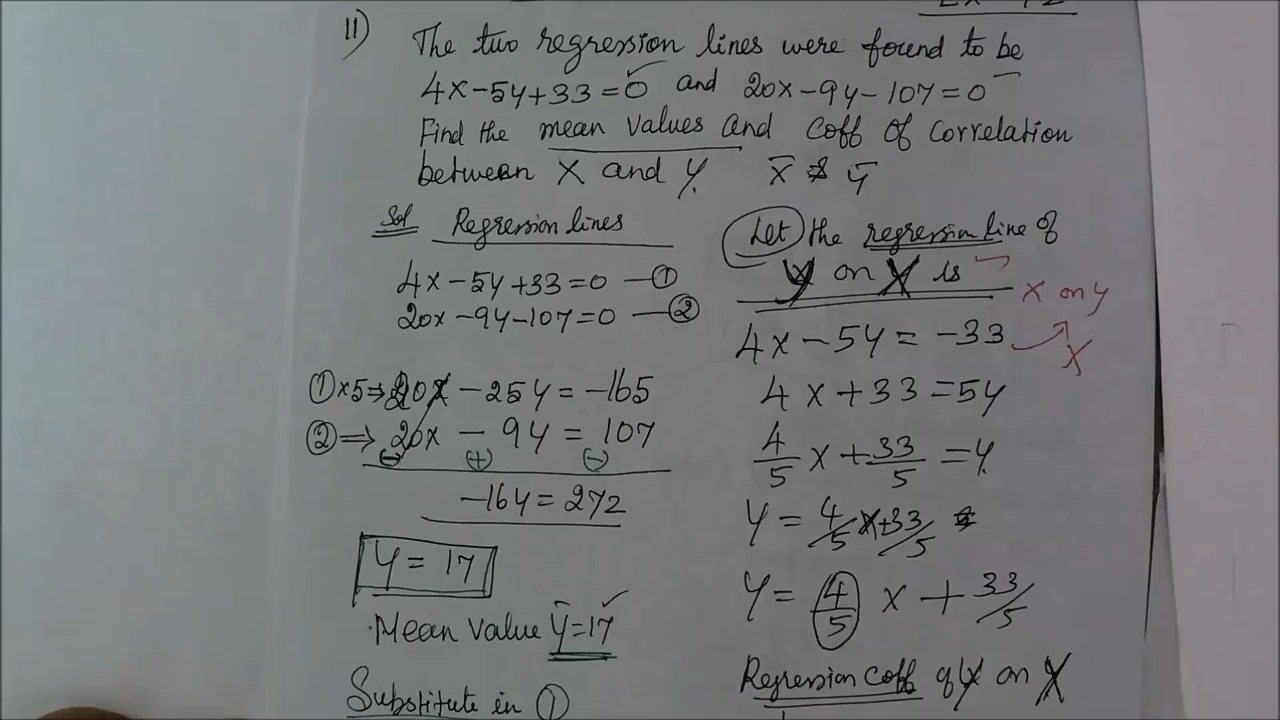 11) The two regression lines were found to be
4x-5y+33=0 and 20x-9y-107=0
Find the mean values and coff of correlation
between x and y. x̄ & ȳ
Sol Regression lines
4x-5y+33=0 —①
20x-9y-107=0 —②
①x5⇒ 20x - 25y = -165
②⇒ 20x - 9y = 107
(-) (+) (-)
-16y = 272
y = 17
Mean value ȳ=17
Substitute in ①
Let the regression line of
y on x is
x on y
4x-5y = -33
x
4x+33=5y
4/5 x + 33/5 = y
y = 4/5 x+33/5
y = 4/5 x + 33/5
Regression coff of y on x